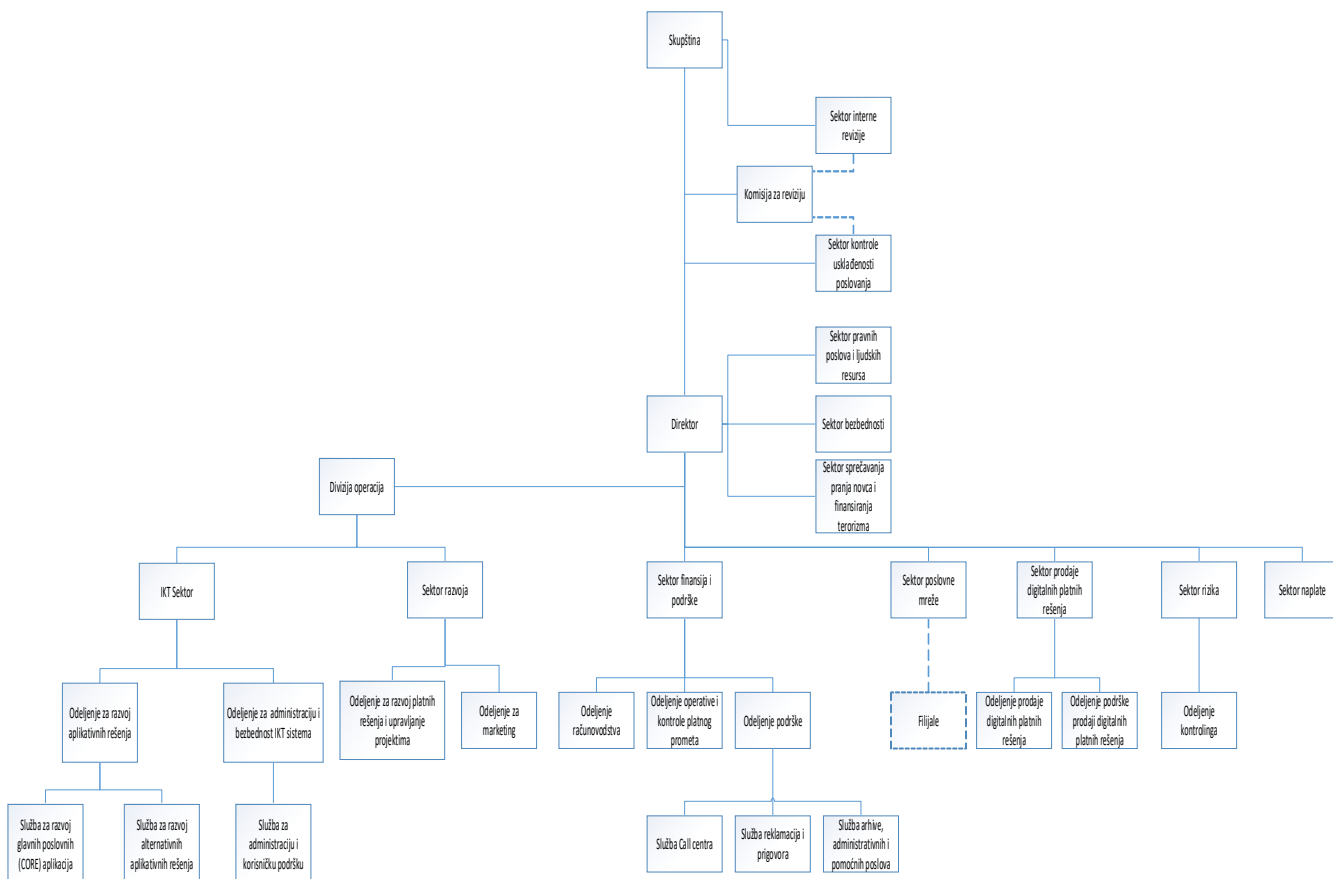 Skupština
Sektor interne
revizije
Komisija za reviziju
Sektor kontrole
usklađenosti
poslovanja
Sektor pravnih
poslova i ljudskih
resursa
Direktor
Sektor bezbednosti
Sektor sprečavanja
pranja novca i
finansiranja
terorizma
Divizija operacija
IKT Sektor
Sektor razvoja
Sektor finansija i
podrške
Sektor poslovne
mreže
Sektor prodaje
digitalnih platnih
rešenja
Sektor rizika
Sektor naplate
Odeljenje za razvoj
aplikativnih rešenja
Odeljenje za administraciju i
bezbednost IKT sistema
Odeljenje za razvoj platnih
rešenja i upravljanje
projektima
Odeljenje za
marketing
Odeljenje
računovodstva
Odeljenje operative i
kontrole platnog
prometa
Odeljenje podrške
Filijale
Odeljenje prodaje
digitalnih platnih
rešenja
Odeljenje podrške
prodaji digitalnih
platnih rešenja
Odeljenje
kontrolinga
Služba za razvoj
glavnih poslovnih
(CORE) aplikacija
Služba za razvoj
alternativnih
aplikativnih rešenja
Služba za
administraciju i
korisničku podršku
Služba Call centra
Služba reklamacija i
prigovora
Služba arhive,
administrativnih i
pomoćnih poslova